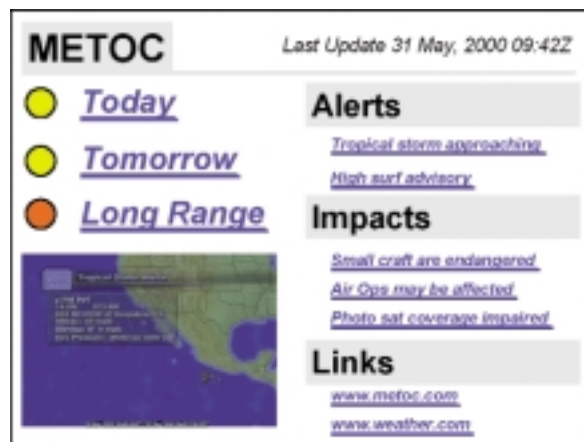 METOC
Last Update 31 May, 2000 09:42Z
Today
Tomorrow
Long Range
Alerts
Tropical storm approaching
High surf advisory
Impacts
Small craft are endangered
Air Ops may be affected
Photo sat coverage impaired
Links
www.metoc.com
www.weather.com